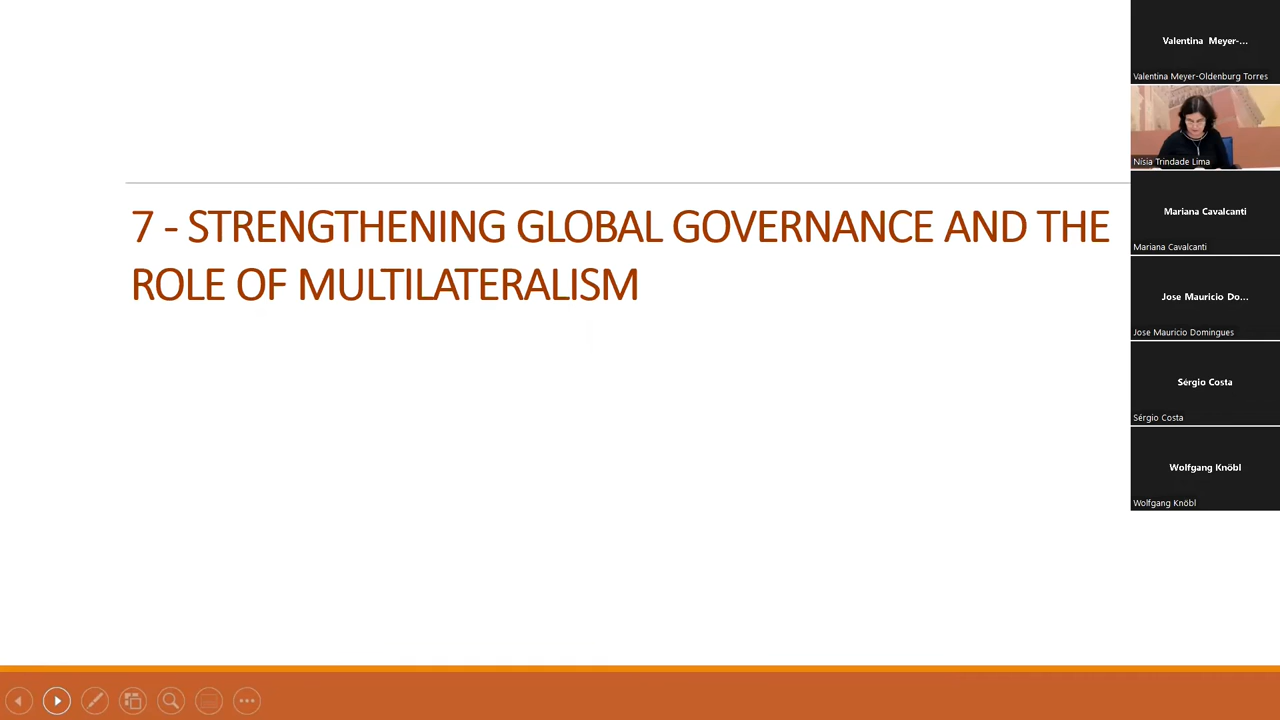 7 - STRENGTHENING GLOBAL GOVERNANCE AND THE
ROLE OF MULTILATERALISM
Valentina Meyer-...
Valentina Meyer-Oldenburg Torres
Nísia Trindade Lima
Mariana Cavalcanti
Mariana Cavalcanti
Jose Mauricio Do...
Jose Mauricio Domingues
Sérgio Costa
Sérgio Costa
Wolfgang Knöbl
Wolfgang Knöbl